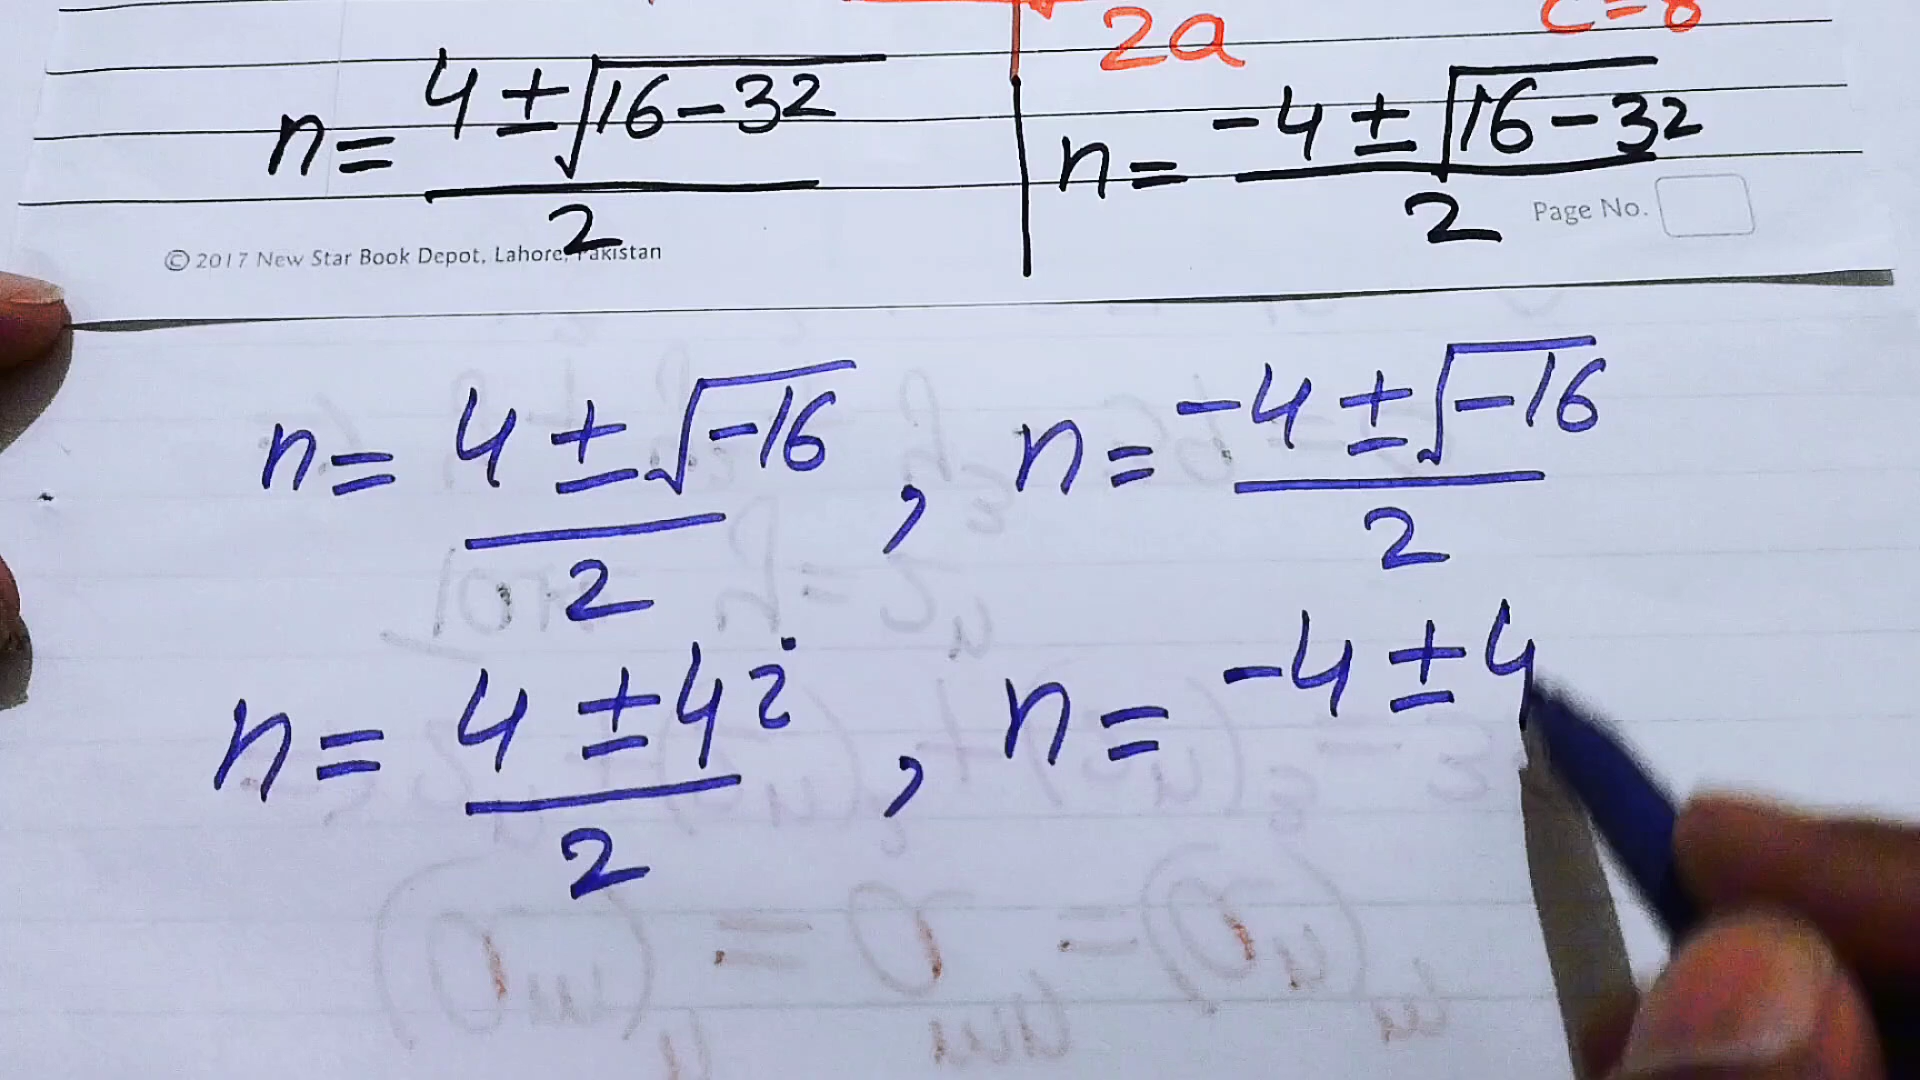 2a c=8
n = (4 ± √(16 - 32)) / 2
n = (-4 ± √(16 - 32)) / 2
Page No.
© 2017 New Star Book Depot, Lahore, Pakistan
n = (4 ± √-16) / 2 , n = (-4 ± √-16) / 2
n = (4 ± 4i) / 2 , n = -4 ± 4